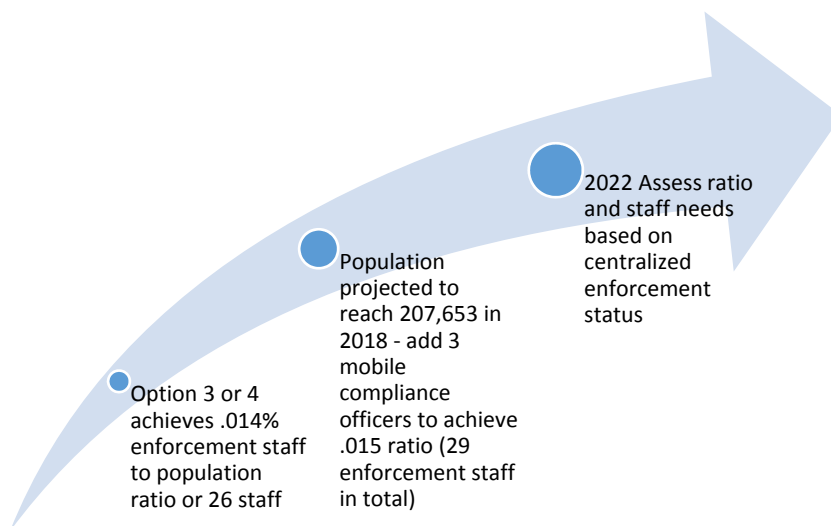 Option 3 or 4
achieves .014%
enforcement staff
to population
ratio or 26 staff
Population
projected to
reach 207,653 in
2018 - add 3
mobile
compliance
officers to achieve
.015 ratio (29
enforcement staff
in total)
2022 Assess ratio
and staff needs
based on
centralized
enforcement
status